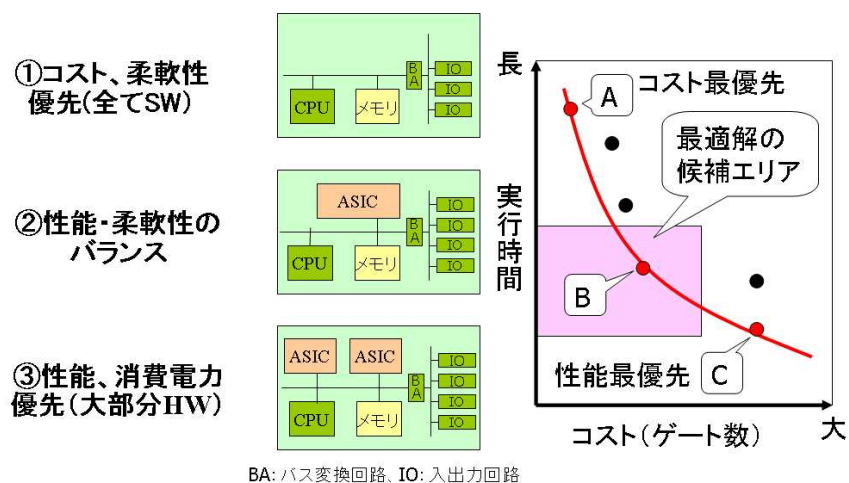 ①コスト、柔軟性
優先(全てSW)
CPU
メモリ
BA
IO
IO
IO
②性能・柔軟性の
バランス
ASIC
CPU
メモリ
BA
IO
IO
IO
IO
③性能、消費電力
優先(大部分HW)
ASIC
ASIC
CPU
メモリ
BA
IO
IO
IO
IO
BA: バス変換回路、IO: 入出力回路
長
実行時間
A
コスト最優先
最適解の
候補エリア
B
性能最優先
C
コスト(ゲート数)
大